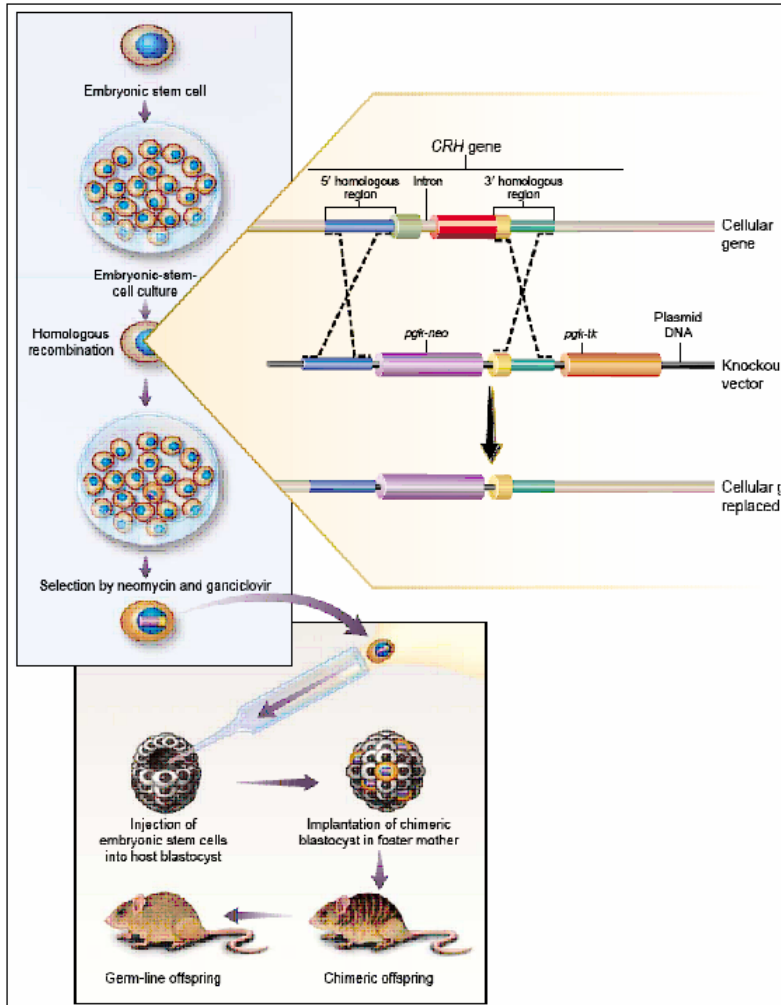 Embryonic stem cell
Embryonic-stem-
cell culture
Homologous
recombination
Selection by neomycin and ganciclovir
CRH gene
5' homologous
region
Intron
3' homologous
region
Cellular
gene
pgk-neo
pgk-tk
Plasmid
DNA
Knockou
vector
Cellular g
replaced
Injection of
embryonic stem cells
into host blastocyst
Implantation of chimeric
blastocyst in foster mother
Germ-line offspring
Chimeric offspring